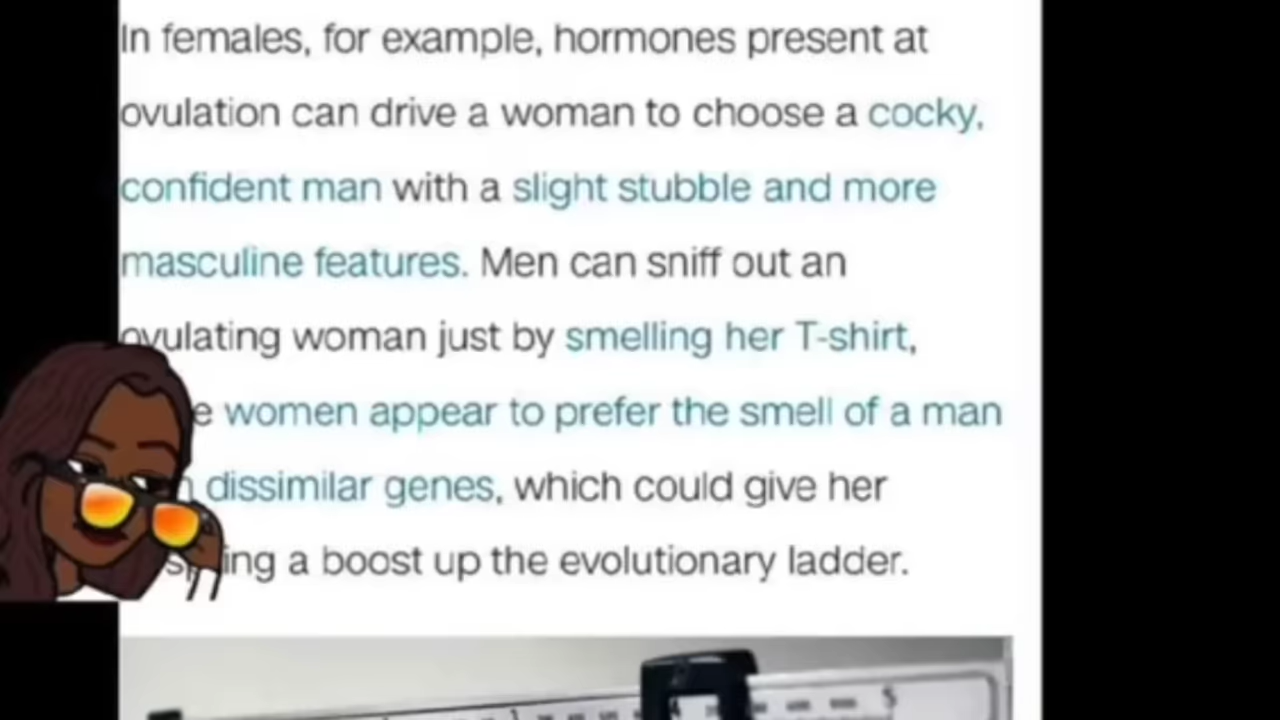 In females, for example, hormones present at
ovulation can drive a woman to choose a cocky,
confident man with a slight stubble and more
masculine features. Men can sniff out an
ovulating woman just by smelling her T-shirt,
women appear to prefer the smell of a man
dissimilar genes, which could give her
a boost up the evolutionary ladder.